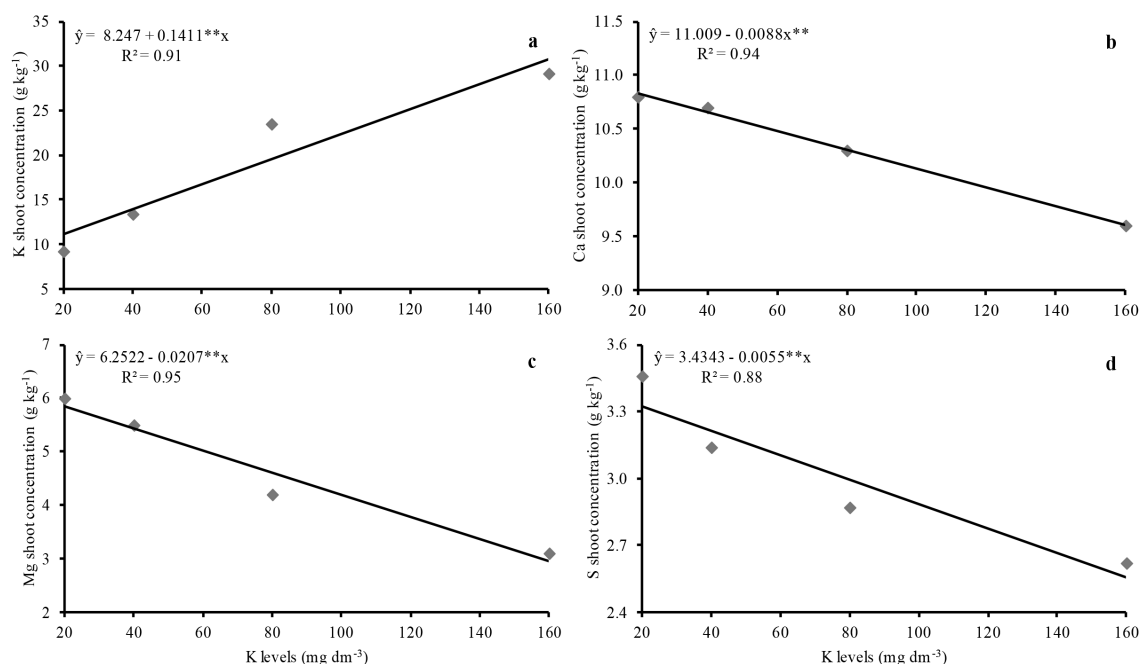 ŷ = 8.247 + 0.1411**x
R² = 0.91
a
K shoot concentration (g kg⁻¹)
35
30
25
20
15
10
5
20 40 60 80 100 120 140 160
ŷ = 11.009 - 0.0088x**
R² = 0.94
b
Ca shoot concentration (g kg⁻¹)
11.5
11.0
10.5
10.0
9.5
9.0
20 40 60 80 100 120 140 160
ŷ = 6.2522 - 0.0207**x
R² = 0.95
c
Mg shoot concentration (g kg⁻¹)
7
6
5
4
3
2
20 40 60 80 100 120 140 160
K levels (mg dm⁻³)
ŷ = 3.4343 - 0.0055**x
R² = 0.88
d
S shoot concentration (g kg⁻¹)
3.6
3.3
3.0
2.7
2.4
20 40 60 80 100 120 140 160
K levels (mg dm⁻³)